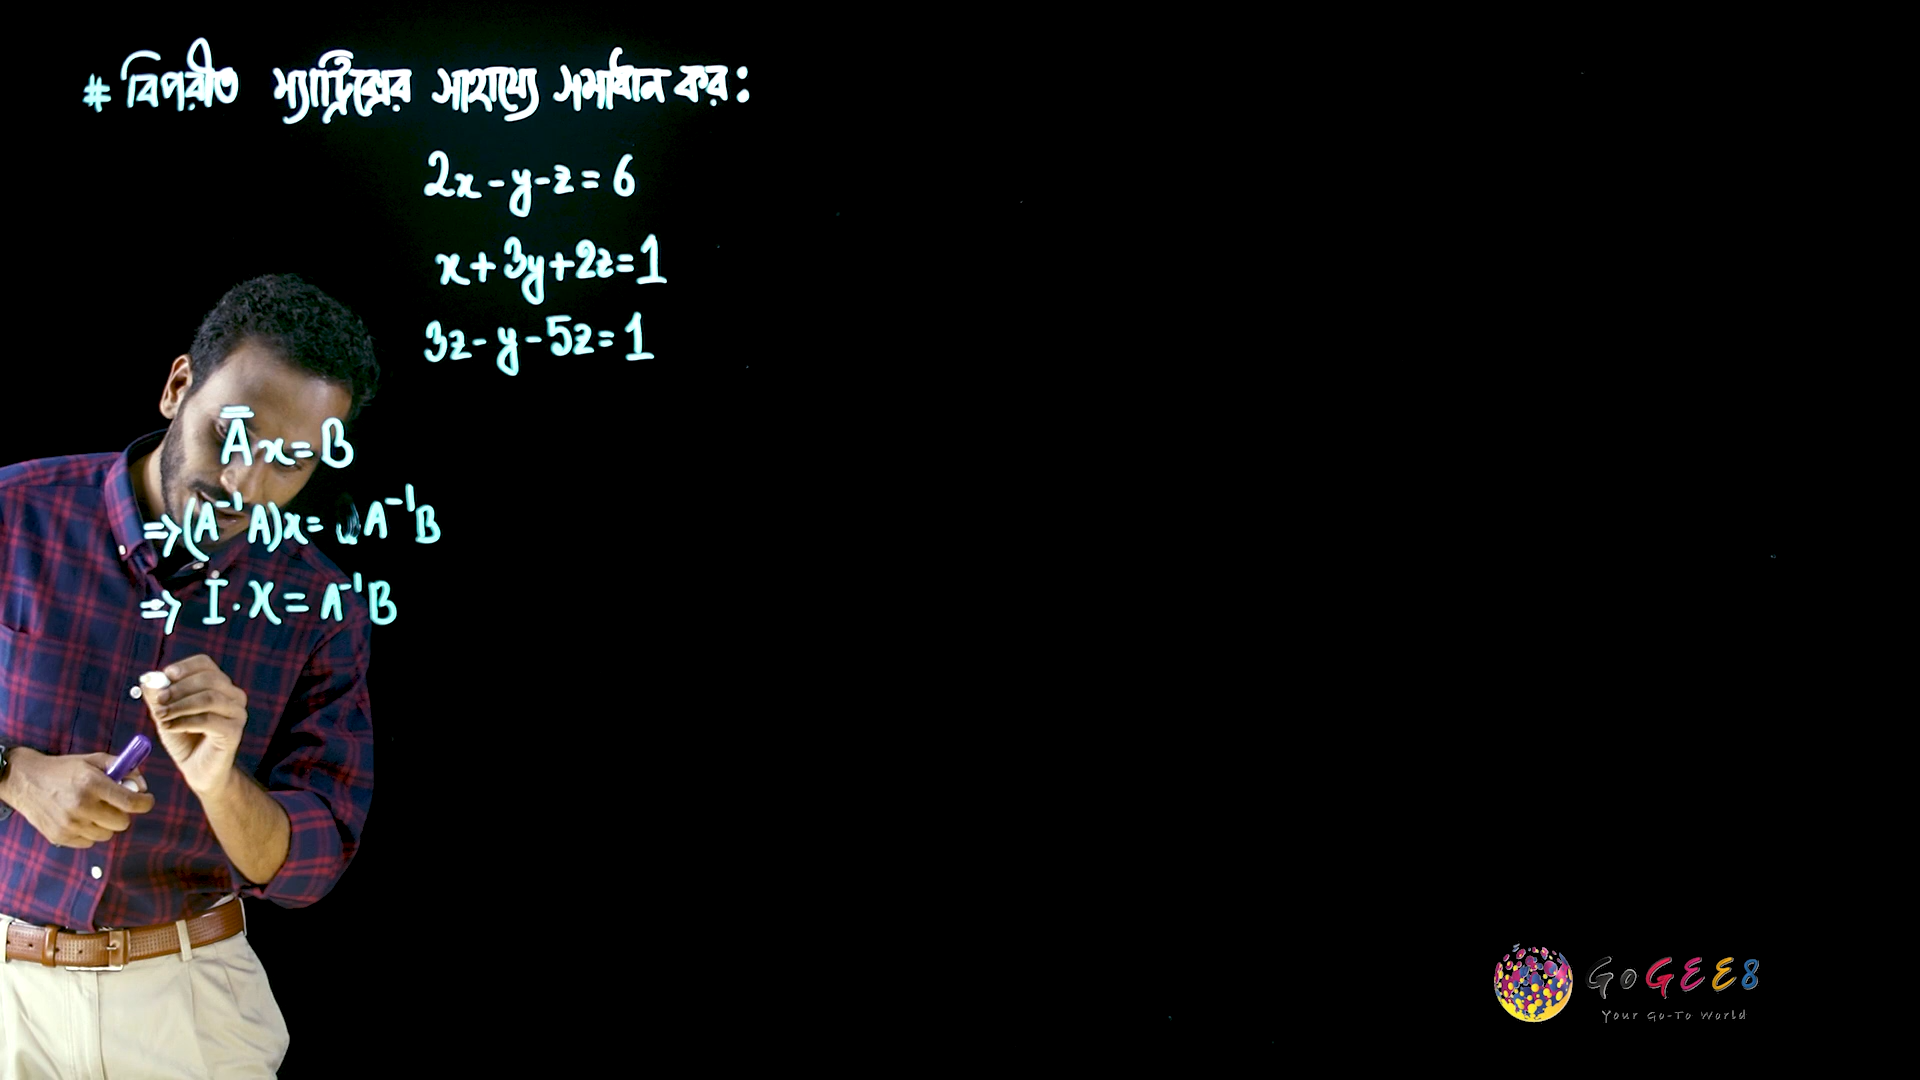 # বিপরীত ম্যাট্রিক্সের সাহায্যে সমাধান কর:
2x-y-z=6
x+3y+2z=1
3z-y-5z=1
A̿x=B
⇒(A⁻¹A)x= A⁻¹B
⇒ I·X=A⁻¹B
GoGEE8
Your Go-To World